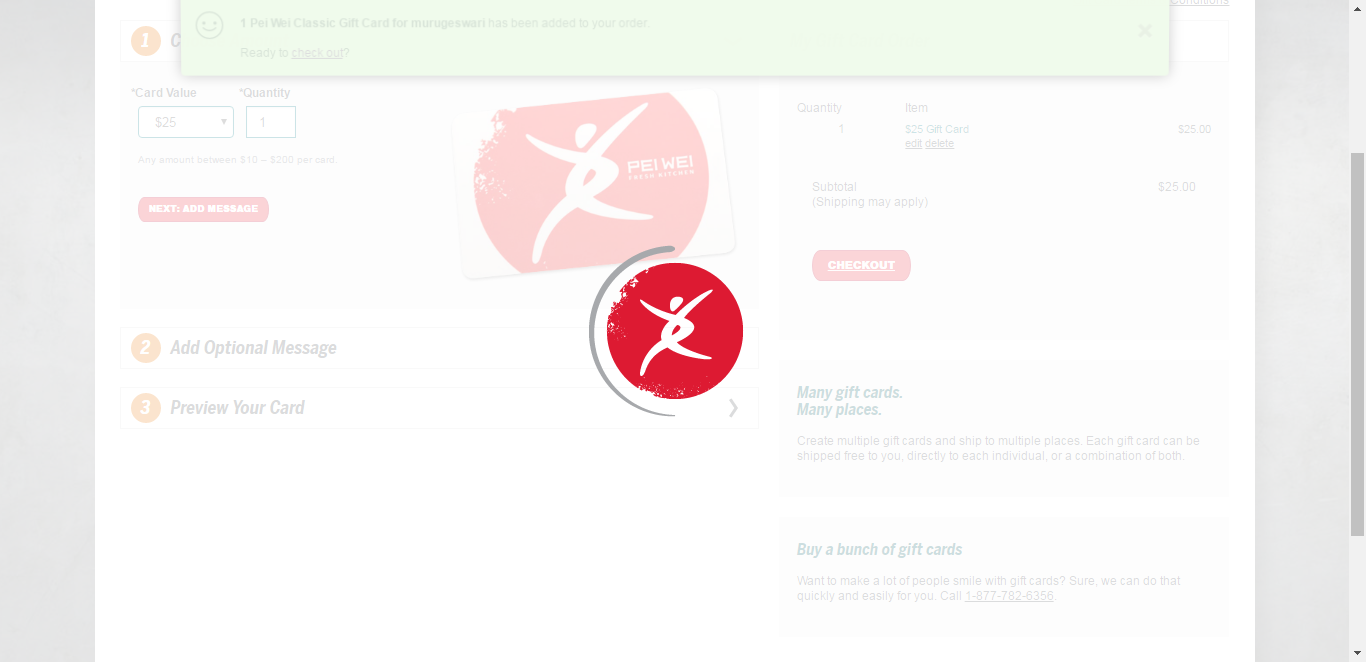 Conditions
1 Pei Wei Classic Gift Card for murugeswari has been added to your order.
Ready to check out?
1 C
*Card Value *Quantity
$25 1
Any amount between $10 – $200 per card.
NEXT: ADD MESSAGE
PEI WEI
FRESH KITCHEN
2 Add Optional Message
3 Preview Your Card
Quantity Item
1 $25 Gift Card $25.00
edit delete
Subtotal $25.00
(Shipping may apply)
CHECKOUT
Many gift cards.
Many places.
Create multiple gift cards and ship to multiple places. Each gift card can be
shipped free to you, directly to each individual, or a combination of both.
Buy a bunch of gift cards
Want to make a lot of people smile with gift cards? Sure, we can do that
quickly and easily for you. Call 1-877-782-6356.